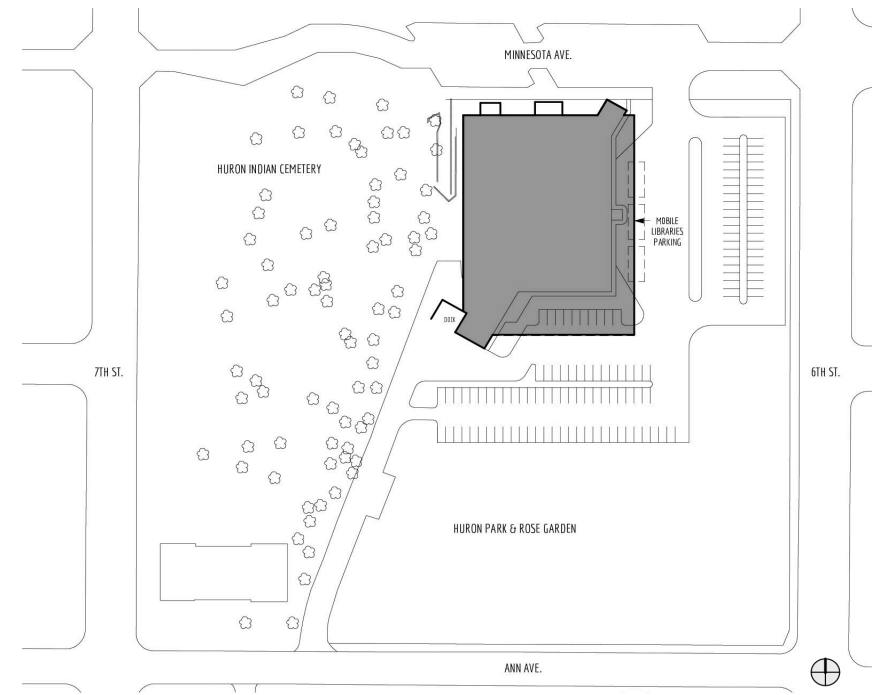 MINNESOTA AVE.
HURON INDIAN CEMETERY
MOBILE
LIBRARIES
PARKING
DOCK
7TH ST.
6TH ST.
HURON PARK & ROSE GARDEN
ANN AVE.